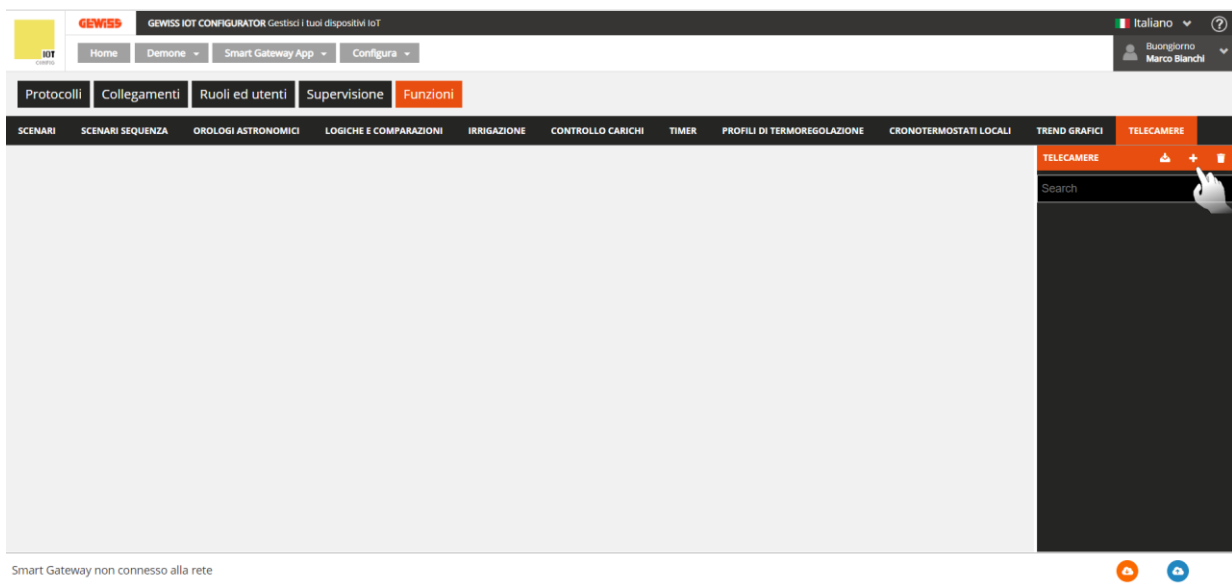 GEWISS
GEWISS IOT CONFIGURATOR Gestisci i tuoi dispositivi IoT
Italiano
IOT
Home
Demone
Smart Gateway App
Configura
Buongiorno
Marco Bianchi
Protocolli
Collegamenti
Ruoli ed utenti
Supervisione
Funzioni
SCENARI
SCENARI SEQUENZA
OROLOGI ASTRONOMICI
LOGICHE E COMPARAZIONI
IRRIGAZIONE
CONTROLLO CARICHI
TIMER
PROFILI DI TERMOREGOLAZIONE
CRONOTERMOSTATI LOCALI
TREND GRAFICI
TELECAMERE
TELECAMERE
Search
Smart Gateway non connesso alla rete